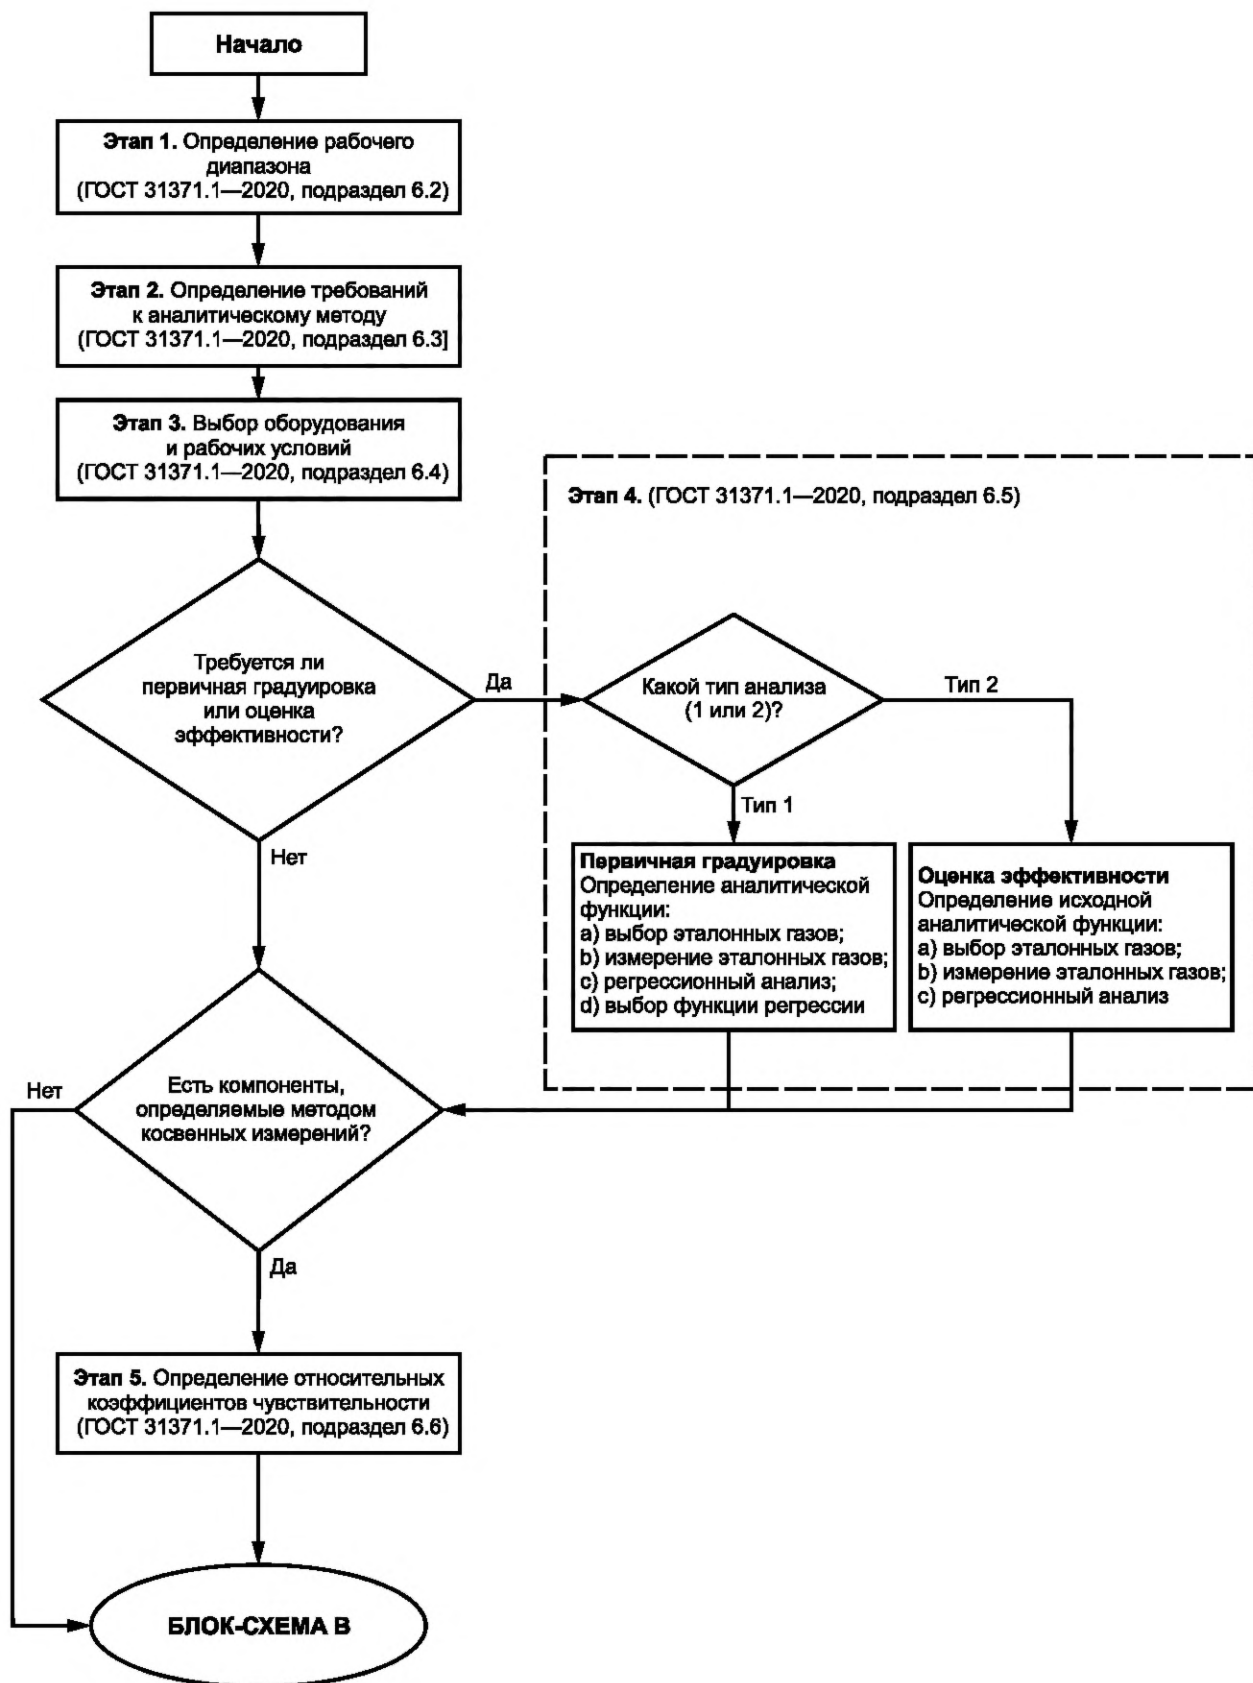 Начало
Этап 1. Определение рабочего
диапазона
(ГОСТ 31371.1—2020, подраздел 6.2)
Этап 2. Определение требований
к аналитическому методу
(ГОСТ 31371.1—2020, подраздел 6.3]
Этап 3. Выбор оборудования
и рабочих условий
(ГОСТ 31371.1—2020, подраздел 6.4)
Этап 4. (ГОСТ 31371.1—2020, подраздел 6.5)
Требуется ли
первичная градуировка
или оценка
эффективности?
Да
Какой тип анализа
(1 или 2)?
Тип 2
Тип 1
Нет
Первичная градуировка
Определение аналитической
функции:
a) выбор эталонных газов;
b) измерение эталонных газов;
c) регрессионный анализ;
d) выбор функции регрессии
Оценка эффективности
Определение исходной
аналитической функции:
a) выбор эталонных газов;
b) измерение эталонных газов;
c) регрессионный анализ
Нет
Есть компоненты,
определяемые методом
косвенных измерений?
Да
Этап 5. Определение относительных
коэффициентов чувствительности
(ГОСТ 31371.1—2020, подраздел 6.6)
БЛОК-СХЕМА В